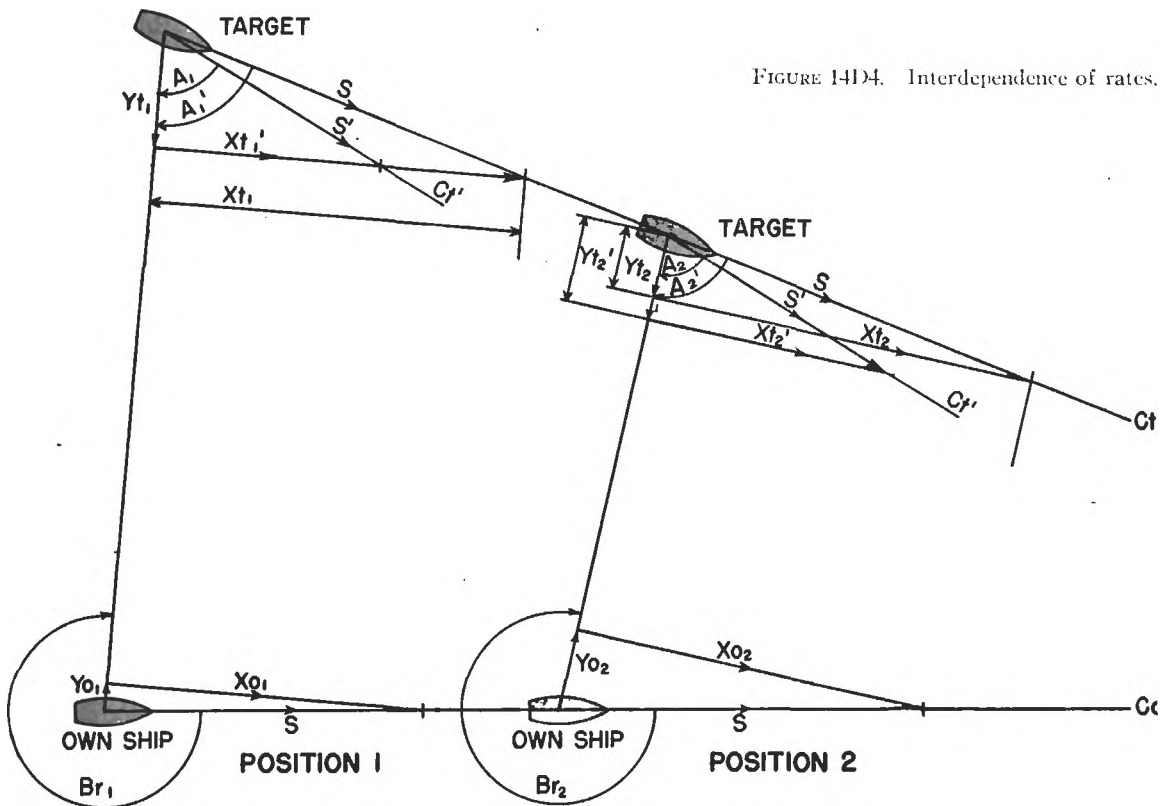 TARGET
FIGURE 14D4. Interdependence of rates.
A₁
A₁'
Yt₁
S
S'
Xt₁'
Ct'
Xt₁
TARGET
Yt₂'
Yt₂
A₂
A₂'
S
S'
Xt₂
Xt₂'
Ct'
Ct
Yo₁
Xo₁
Yo₂
Xo₂
S
S
OWN SHIP
OWN SHIP
POSITION 1
POSITION 2
Br₁
Br₂